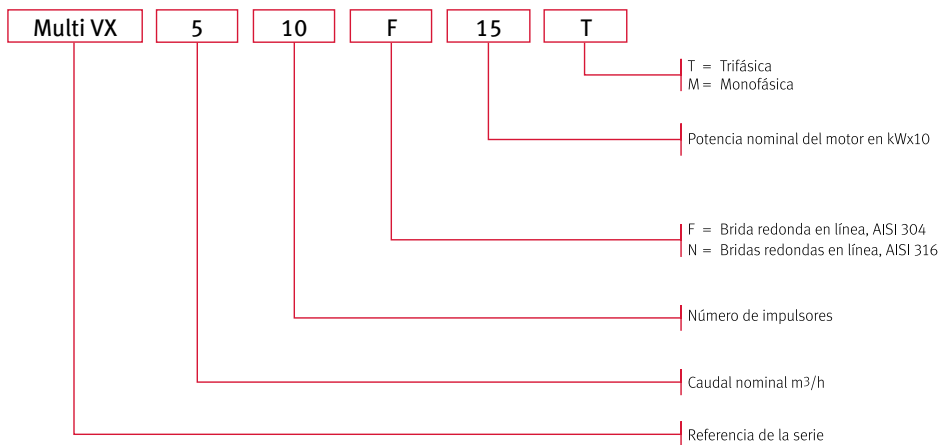 Multi VX 5 10 F 15 T
T = Trifásica
M = Monofásica
Potencia nominal del motor en kWx10
F = Brida redonda en línea, AISI 304
N = Bridas redondas en línea, AISI 316
Número de impulsores
Caudal nominal m3/h
Referencia de la serie